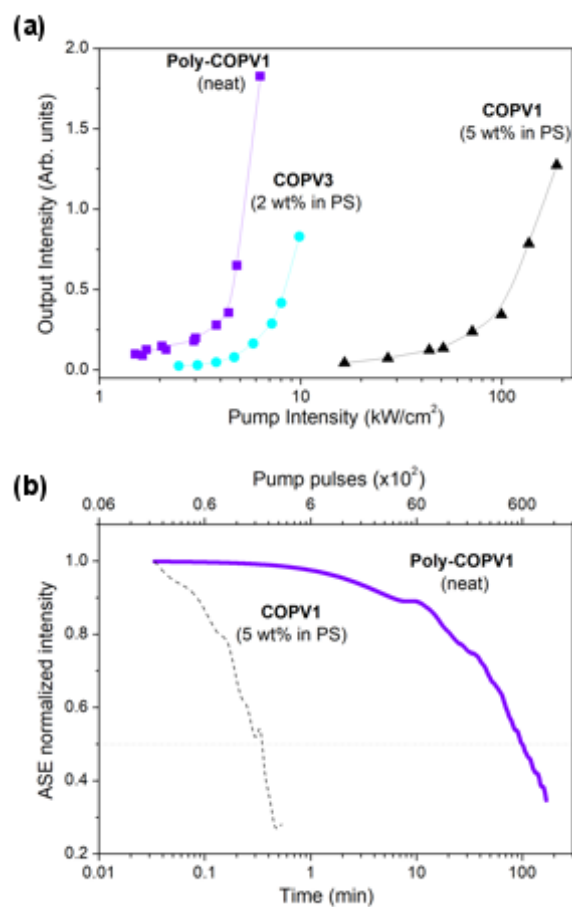 (a)
2.0
1.5
1.0
0.5
0.0
Output Intensity (Arb. units)
Poly-COPV1
(neat)
COPV3
(2 wt% in PS)
COPV1
(5 wt% in PS)
1 10 100
Pump Intensity (kW/cm²)
(b)
Pump pulses (x10²)
0.06 0.6 6 60 600
1.0
0.8
0.6
0.4
0.2
ASE normalized intensity
Poly-COPV1
(neat)
COPV1
(5 wt% in PS)
0.01 0.1 1 10 100
Time (min)